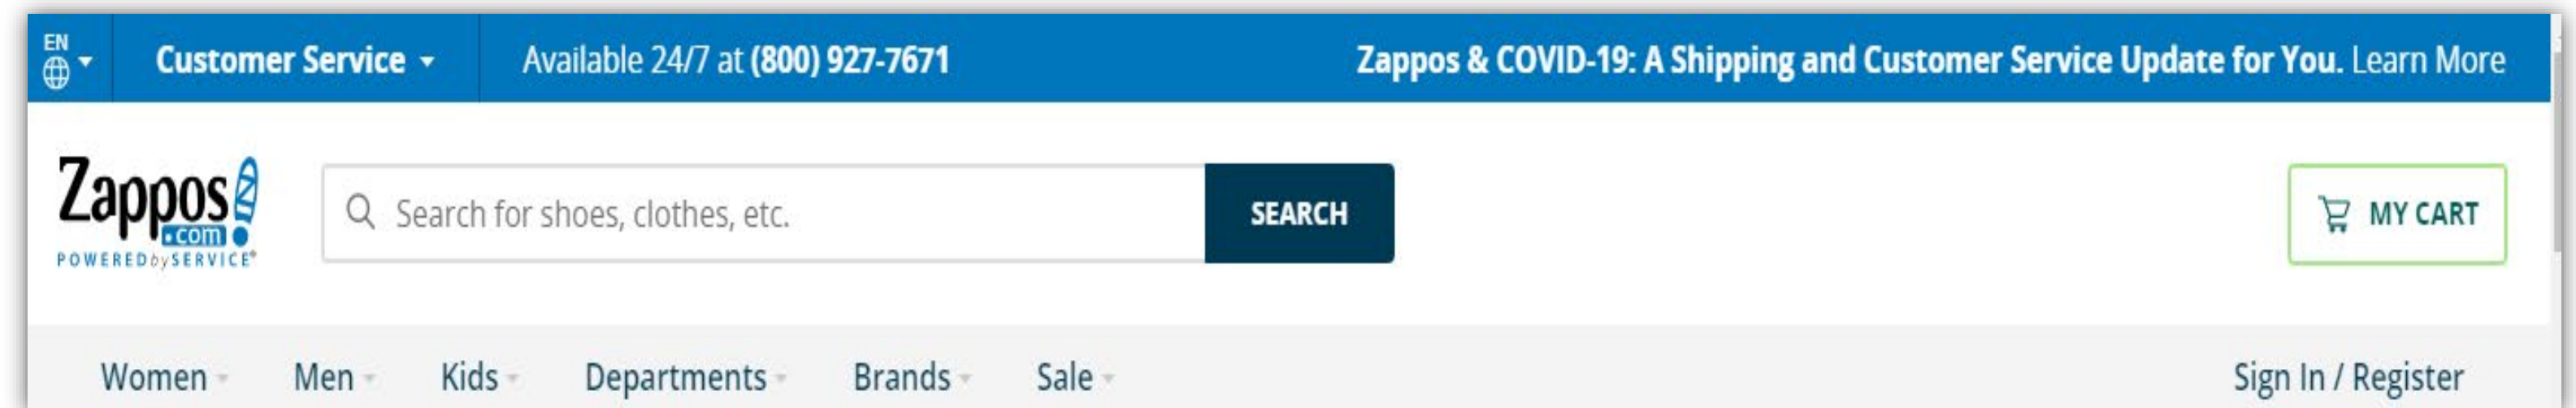 EN
Customer Service
Available 24/7 at (800) 927-7671
Zappos & COVID-19: A Shipping and Customer Service Update for You. Learn More
Zappos
.com
POWERED by SERVICE®
Search for shoes, clothes, etc.
SEARCH
MY CART
Women
Men
Kids
Departments
Brands
Sale
Sign In / Register